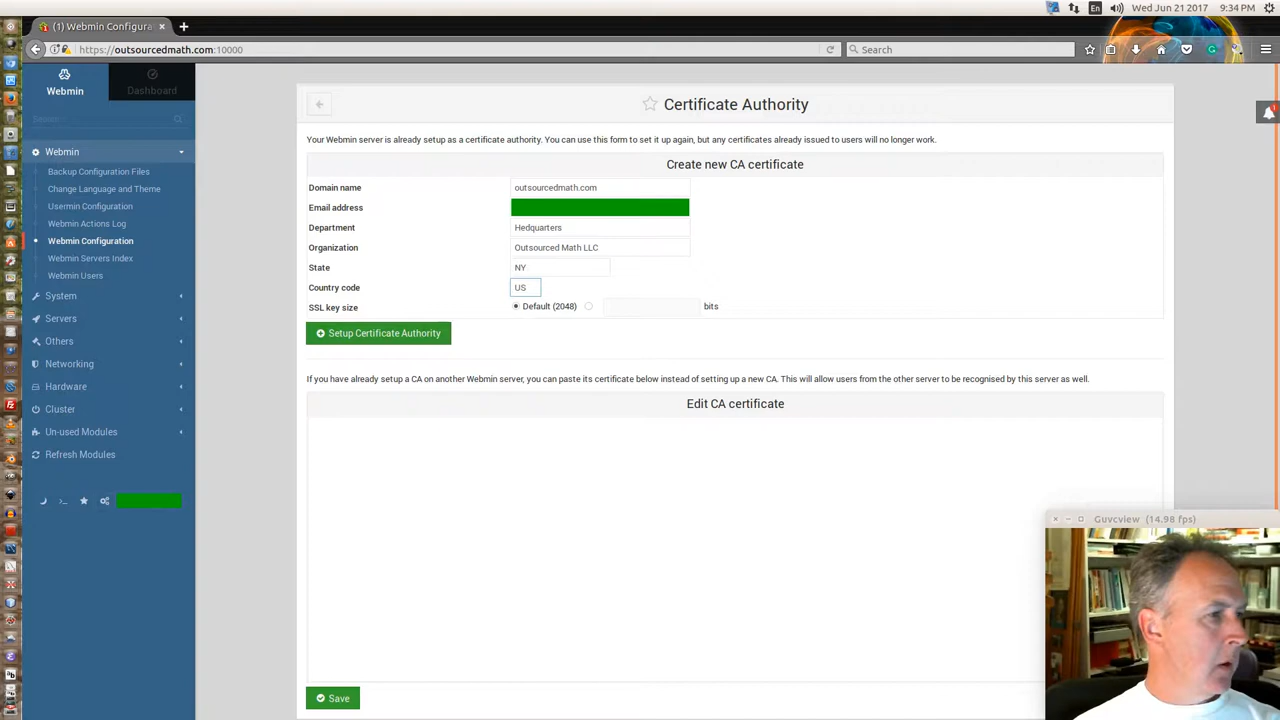 En
Wed Jun 21 2017
9:34 PM
(1) Webmin Configura
https://outsourcedmath.com:10000
Search
Webmin
Dashboard
Search
Webmin
Backup Configuration Files
Change Language and Theme
Usermin Configuration
Webmin Actions Log
Webmin Configuration
Webmin Servers Index
Webmin Users
System
Servers
Others
Networking
Hardware
Cluster
Un-used Modules
Refresh Modules
Certificate Authority
Your Webmin server is already setup as a certificate authority. You can use this form to set it up again, but any certificates already issued to users will no longer work.
Create new CA certificate
Domain name outsourcedmath.com
Email address
Department Hedquarters
Organization Outsourced Math LLC
State NY
Country code US
SSL key size Default (2048) bits
Setup Certificate Authority
If you have already setup a CA on another Webmin server, you can paste its certificate below instead of setting up a new CA. This will allow users from the other server to be recognised by this server as well.
Edit CA certificate
Save
Guvcview (14.98 fps)